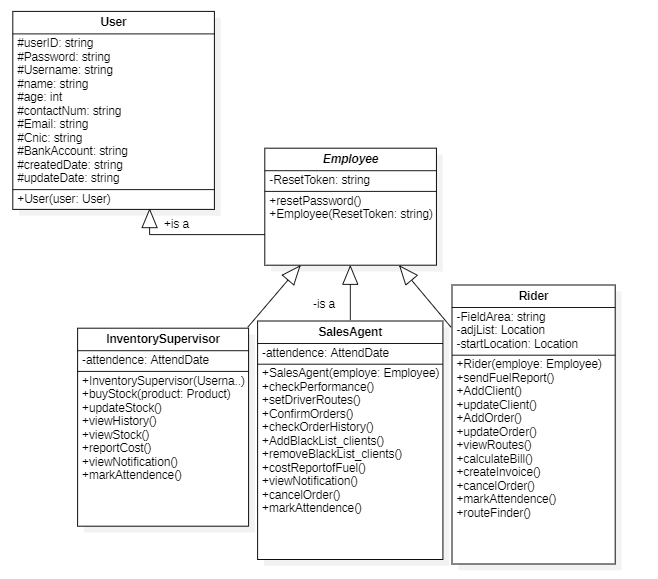 User
#userID: string
#Password: string
#Username: string
#name: string
#age: int
#contactNum: string
#Email: string
#Cnic: string
#BankAccount: string
#createdDate: string
#updateDate: string
+User(user: User)
+is a
Employee
-ResetToken: string
+resetPassword()
+Employee(ResetToken: string)
-is a
InventorySupervisor
-attendence: AttendDate
+InventorySupervisor(Userna..)
+buyStock(product: Product)
+updateStock()
+viewHistory()
+viewStock()
+reportCost()
+viewNotification()
+markAttendence()
SalesAgent
-attendence: AttendDate
+SalesAgent(employe: Employee)
+checkPerformance()
+setDriverRoutes()
+ConfirmOrders()
+checkOrderHistory()
+AddBlackList_clients()
+removeBlackList_clients()
+costReportofFuel()
+viewNotification()
+cancelOrder()
+markAttendence()
Rider
-FieldArea: string
-adjList: Location
-startLocation: Location
+Rider(employe: Employee)
+sendFuelReport()
+AddClient()
+updateClient()
+AddOrder()
+updateOrder()
+viewRoutes()
+calculateBill()
+createInvoice()
+cancelOrder()
+markAttendence()
+routeFinder()